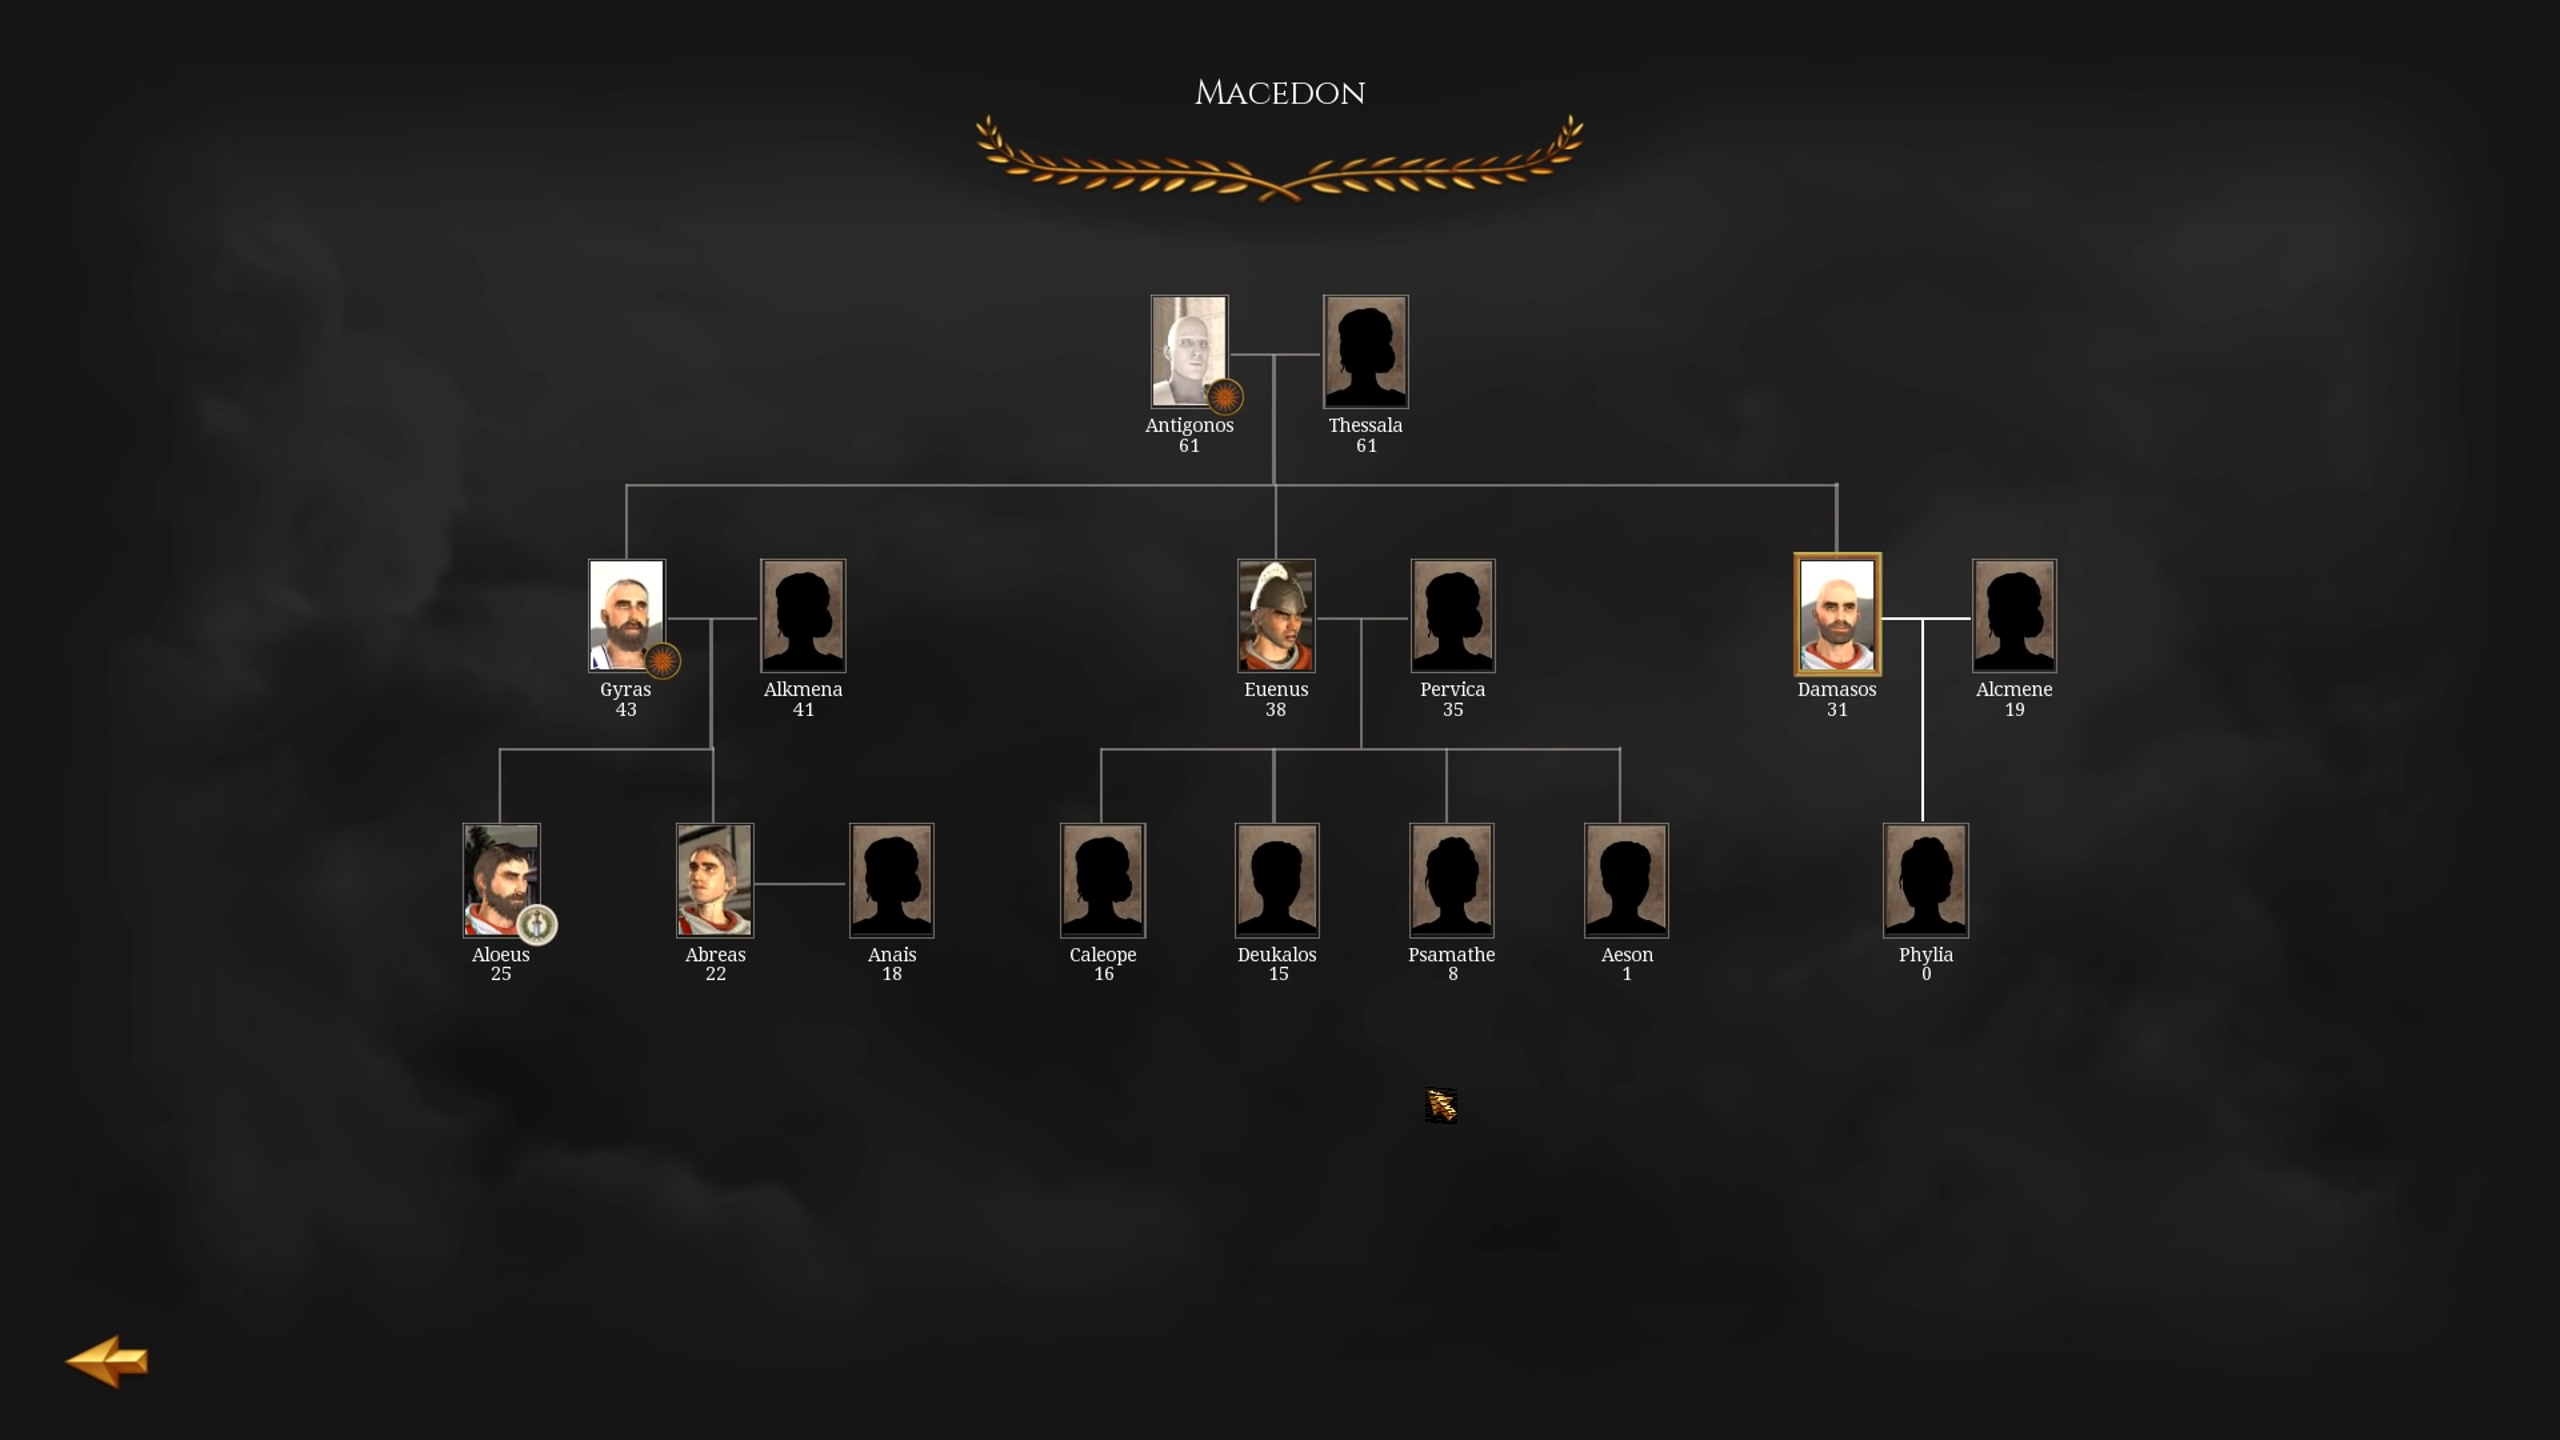 MACEDON
Antigonos
61
Thessala
61
Gyras
43
Alkmena
41
Euenus
38
Pervica
35
Damasos
31
Alcmene
19
Aloeus
25
Abreas
22
Anais
18
Caleope
16
Deukalos
15
Psamathe
8
Aeson
1
Phylia
0